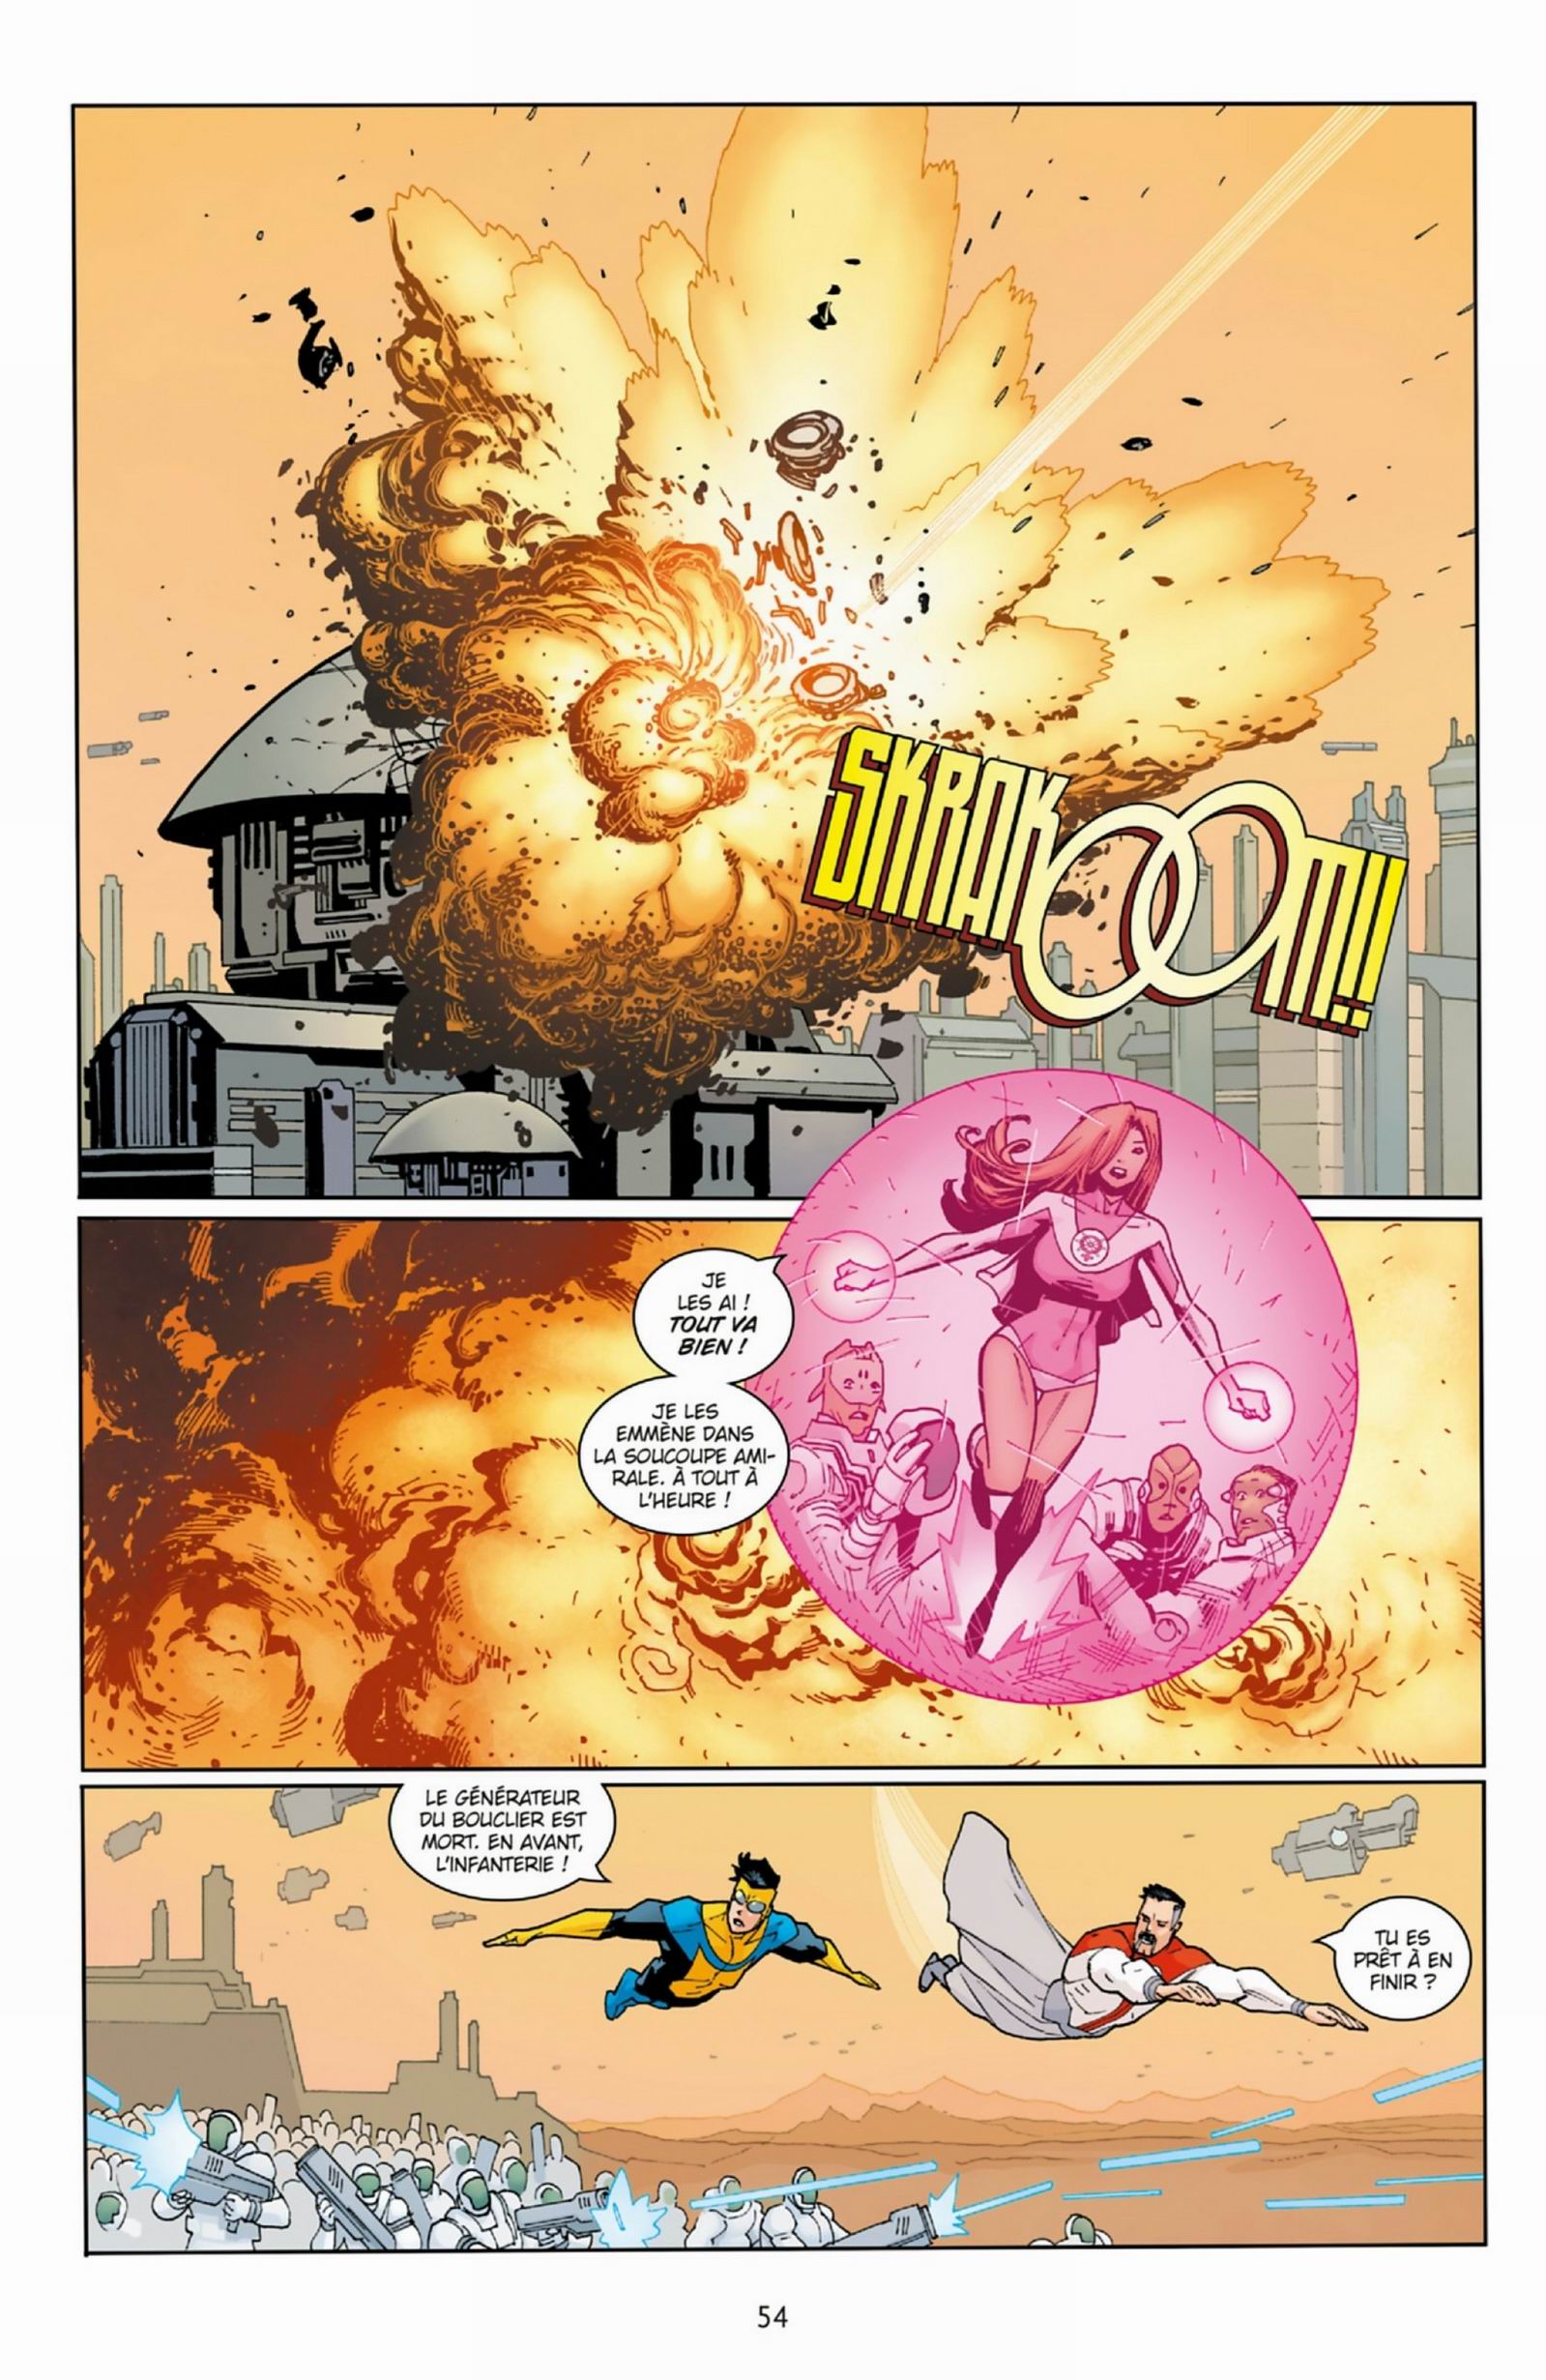 SKRAKOOM!!
JE
LES AI !
TOUT VA
BIEN !
JE LES
EMMÈNE DANS
LA SOUCOUPE AMI-
RALE. À TOUT À
L'HEURE !
LE GÉNÉRATEUR
DU BOUCLIER EST
MORT. EN AVANT,
L'INFANTERIE !
TU ES
PRÊT À EN
FINIR ?
54